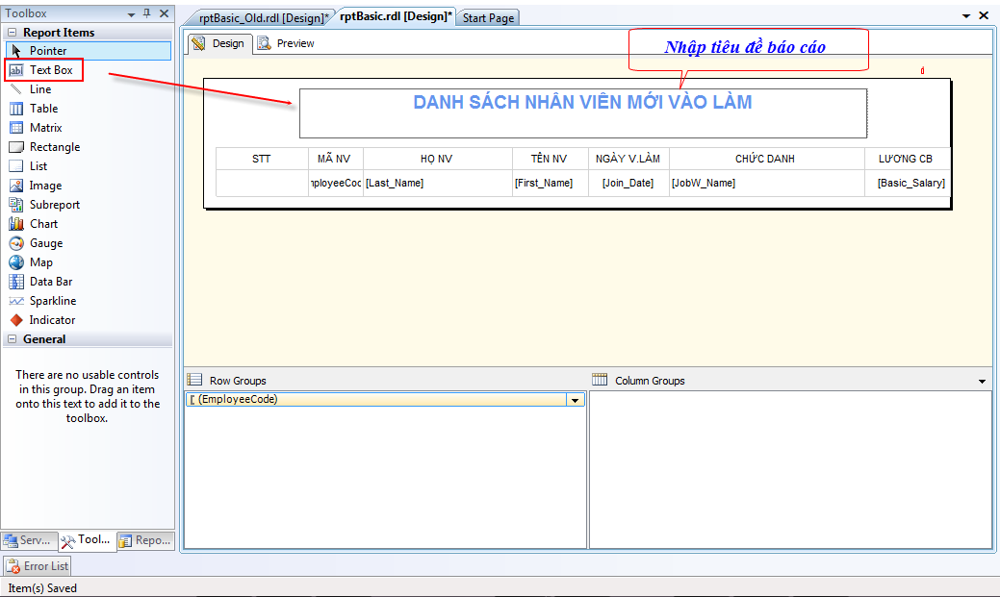 Toolbox
rptBasic_Old.rdl [Design]* rptBasic.rdl [Design]* Start Page
Report Items
Pointer
Text Box
Line
Table
Matrix
Rectangle
List
Image
Subreport
Chart
Gauge
Map
Data Bar
Sparkline
Indicator
General
There are no usable controls
in this group. Drag an item
onto this text to add it to the
toolbox.
Serv... Tool... Repo...
Design Preview
Nhập tiêu đề báo cáo
DANH SÁCH NHÂN VIÊN MỚI VÀO LÀM
STT MÃ NV HỌ NV TÊN NV NGÀY V.LÀM CHỨC DANH LƯƠNG CB
mployeeCoc [Last_Name] [First_Name] [Join_Date] [JobW_Name] [Basic_Salary]
Row Groups Column Groups
(EmployeeCode)
Error List
Item(s) Saved